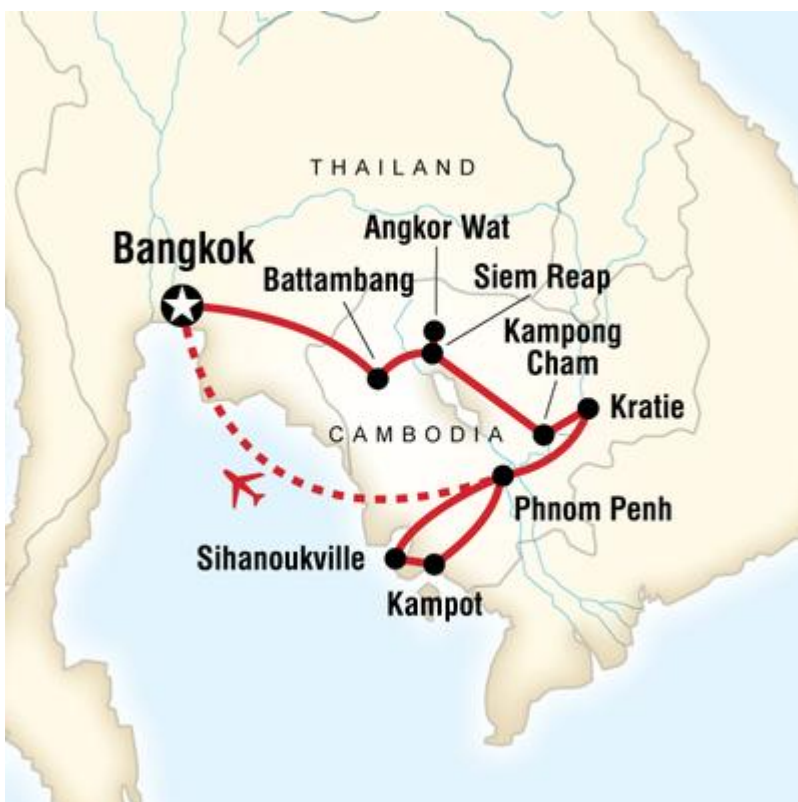 THAILAND
Angkor Wat
Bangkok
Battambang
Siem Reap
Kampong
Cham
Kratie
CAMBODIA
Phnom Penh
Sihanoukville
Kampot